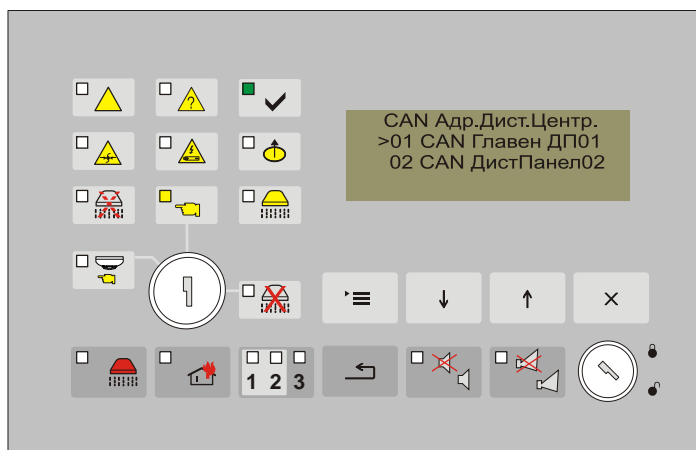 ?
CAN Адр.Дист.Центр.
>01 CAN Главен ДП01
02 CAN ДистПанел02
1 2 3